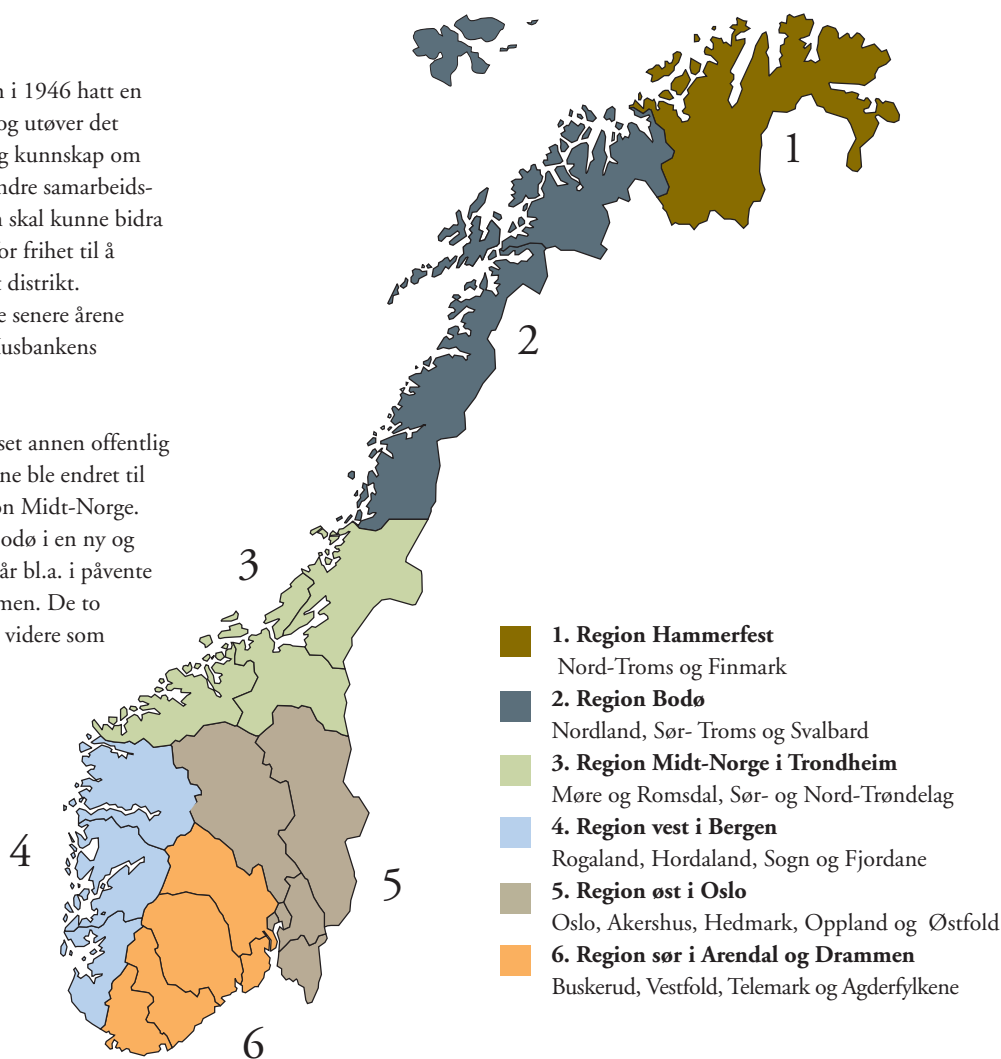 n i 1946 hatt en
og utøver det
g kunnskap om
ndre samarbeids-
n skal kunne bidra
or frihet til å
t distrikt.
e senere årene
usbankens
set annen offentlig
ne ble endret til
on Midt-Norge.
odø i en ny og
år bl.a. i påvente
men. De to
videre som
1
2
3
4
5
6
1. Region Hammerfest
Nord-Troms og Finmark
2. Region Bodø
Nordland, Sør- Troms og Svalbard
3. Region Midt-Norge i Trondheim
Møre og Romsdal, Sør- og Nord-Trøndelag
4. Region vest i Bergen
Rogaland, Hordaland, Sogn og Fjordane
5. Region øst i Oslo
Oslo, Akershus, Hedmark, Oppland og Østfold
6. Region sør i Arendal og Drammen
Buskerud, Vestfold, Telemark og Agderfylkene